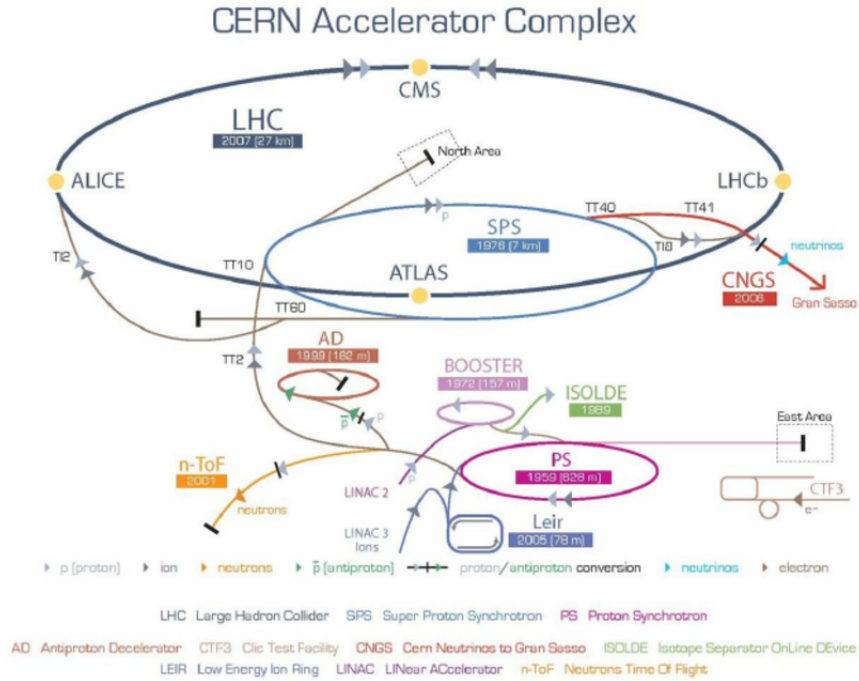 CERN Accelerator Complex
CMS
LHC
2007 (27 km)
North Area
ALICE
LHCb
TT40
TT41
SPS
1976 (7 km)
p
TI8
TI2
TT10
neutrinos
ATLAS
CNGS
2006
Gran Sasso
TT60
AD
1999 (182 m)
TT2
BOOSTER
1972 (157 m)
ISOLDE
1989
p̅
p
East Area
n-ToF
2001
PS
1959 (628 m)
LINAC 2
p
CTF3
e-
neutrons
LINAC 3
Ions
Leir
2005 (78 m)
p (proton) ion neutrons p̅ (antiproton) proton/antiproton conversion neutrinos electron
LHC Large Hadron Collider SPS Super Proton Synchrotron PS Proton Synchrotron
AD Antiproton Decelerator CTF3 Clic Test Facility CNGS Cern Neutrinos to Gran Sasso ISOLDE Isotope Separator OnLine DEvice
LEIR Low Energy Ion Ring LINAC LINear ACcelerator n-ToF Neutrons Time Of Flight